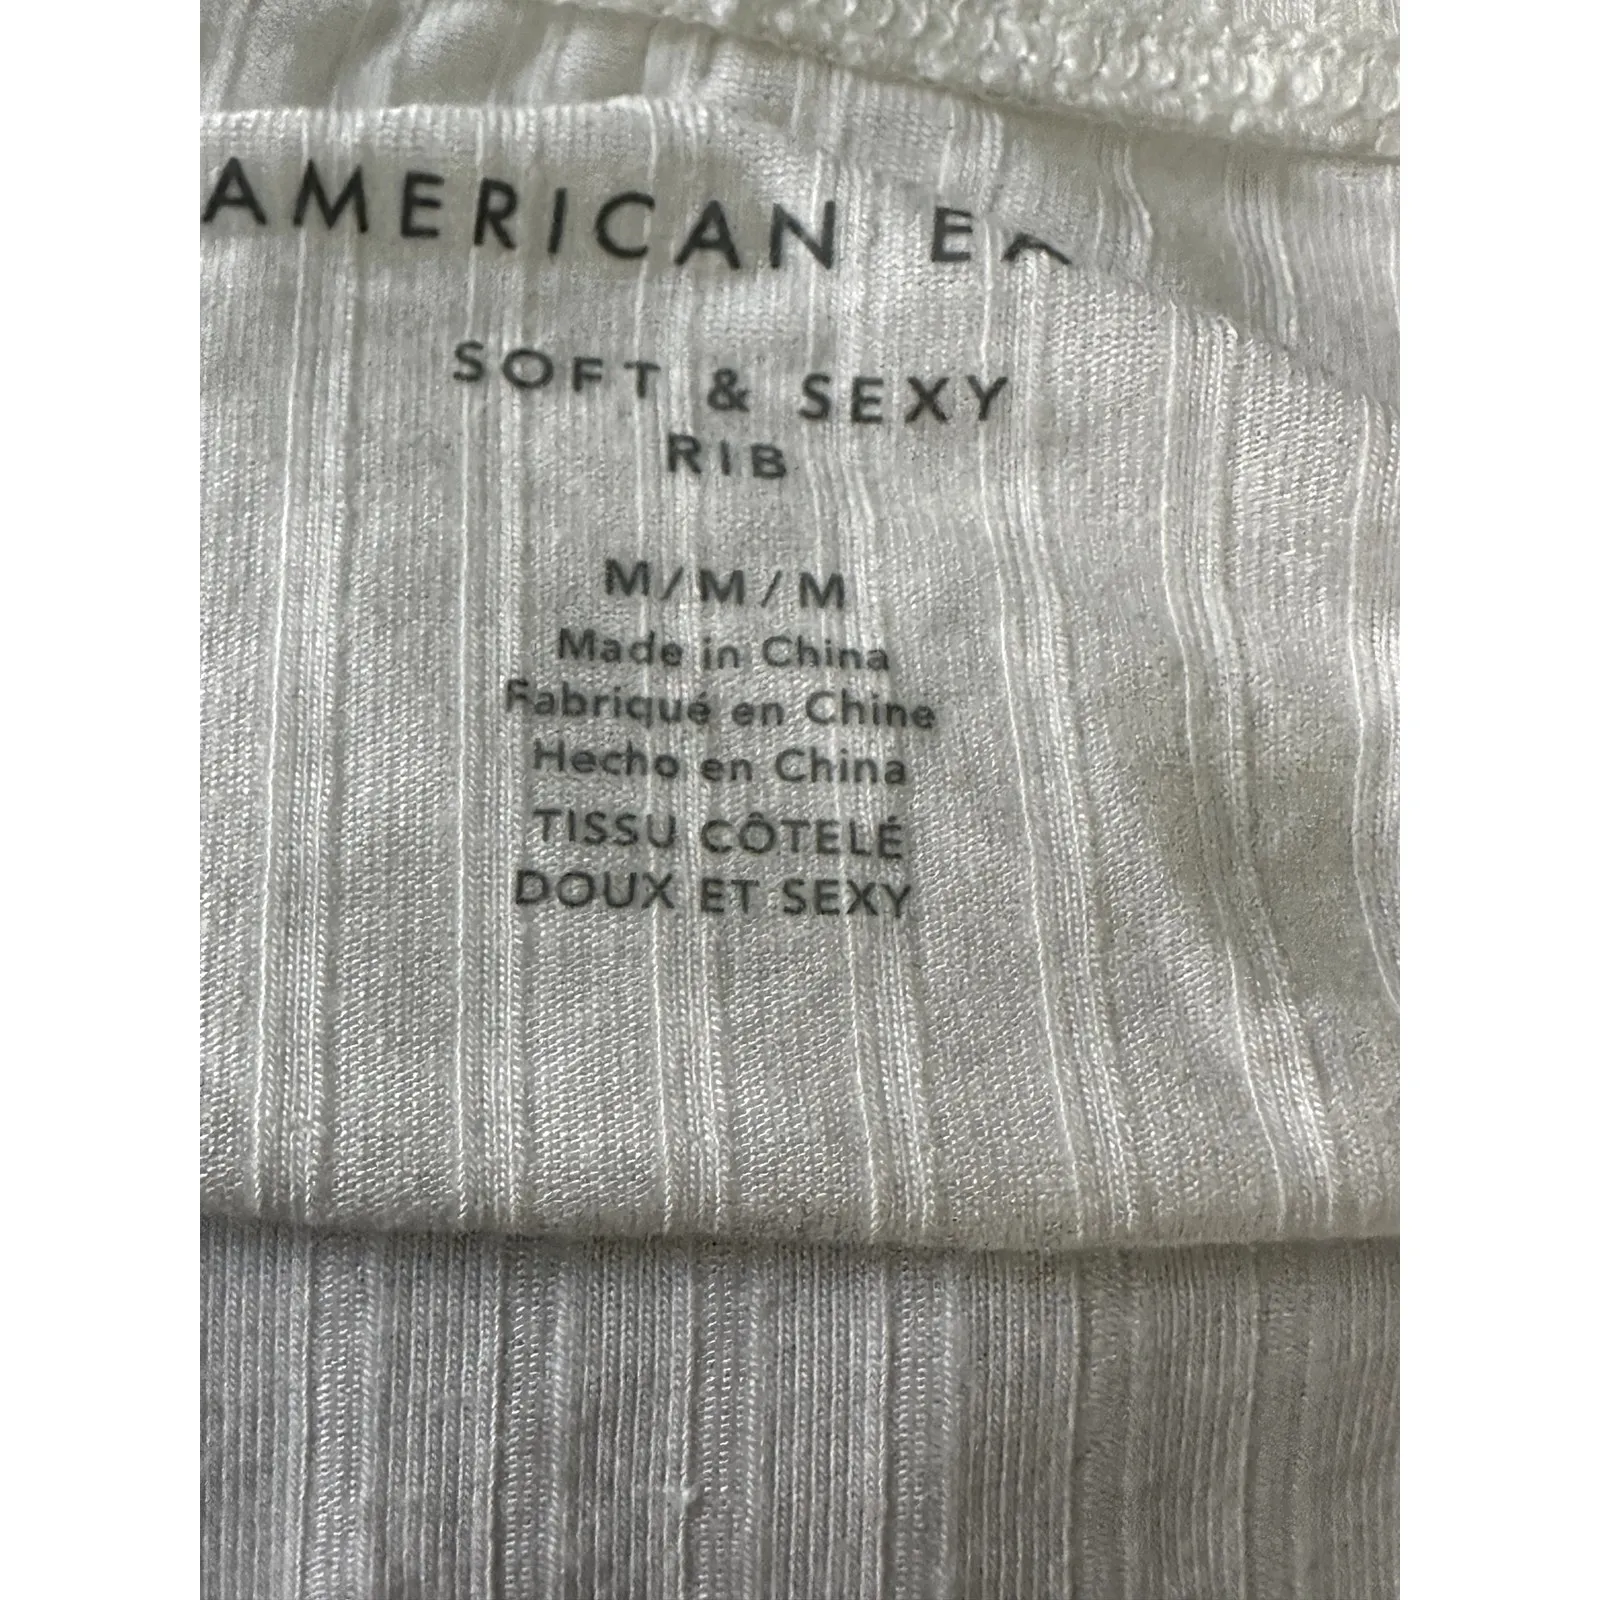 AMERICAN
SOFT & SEXY
RIB
M/M/M
Made in China
Fabriqué en Chine
Hecho en China
TISSU CÔTELÉ
DOUX ET SEXY